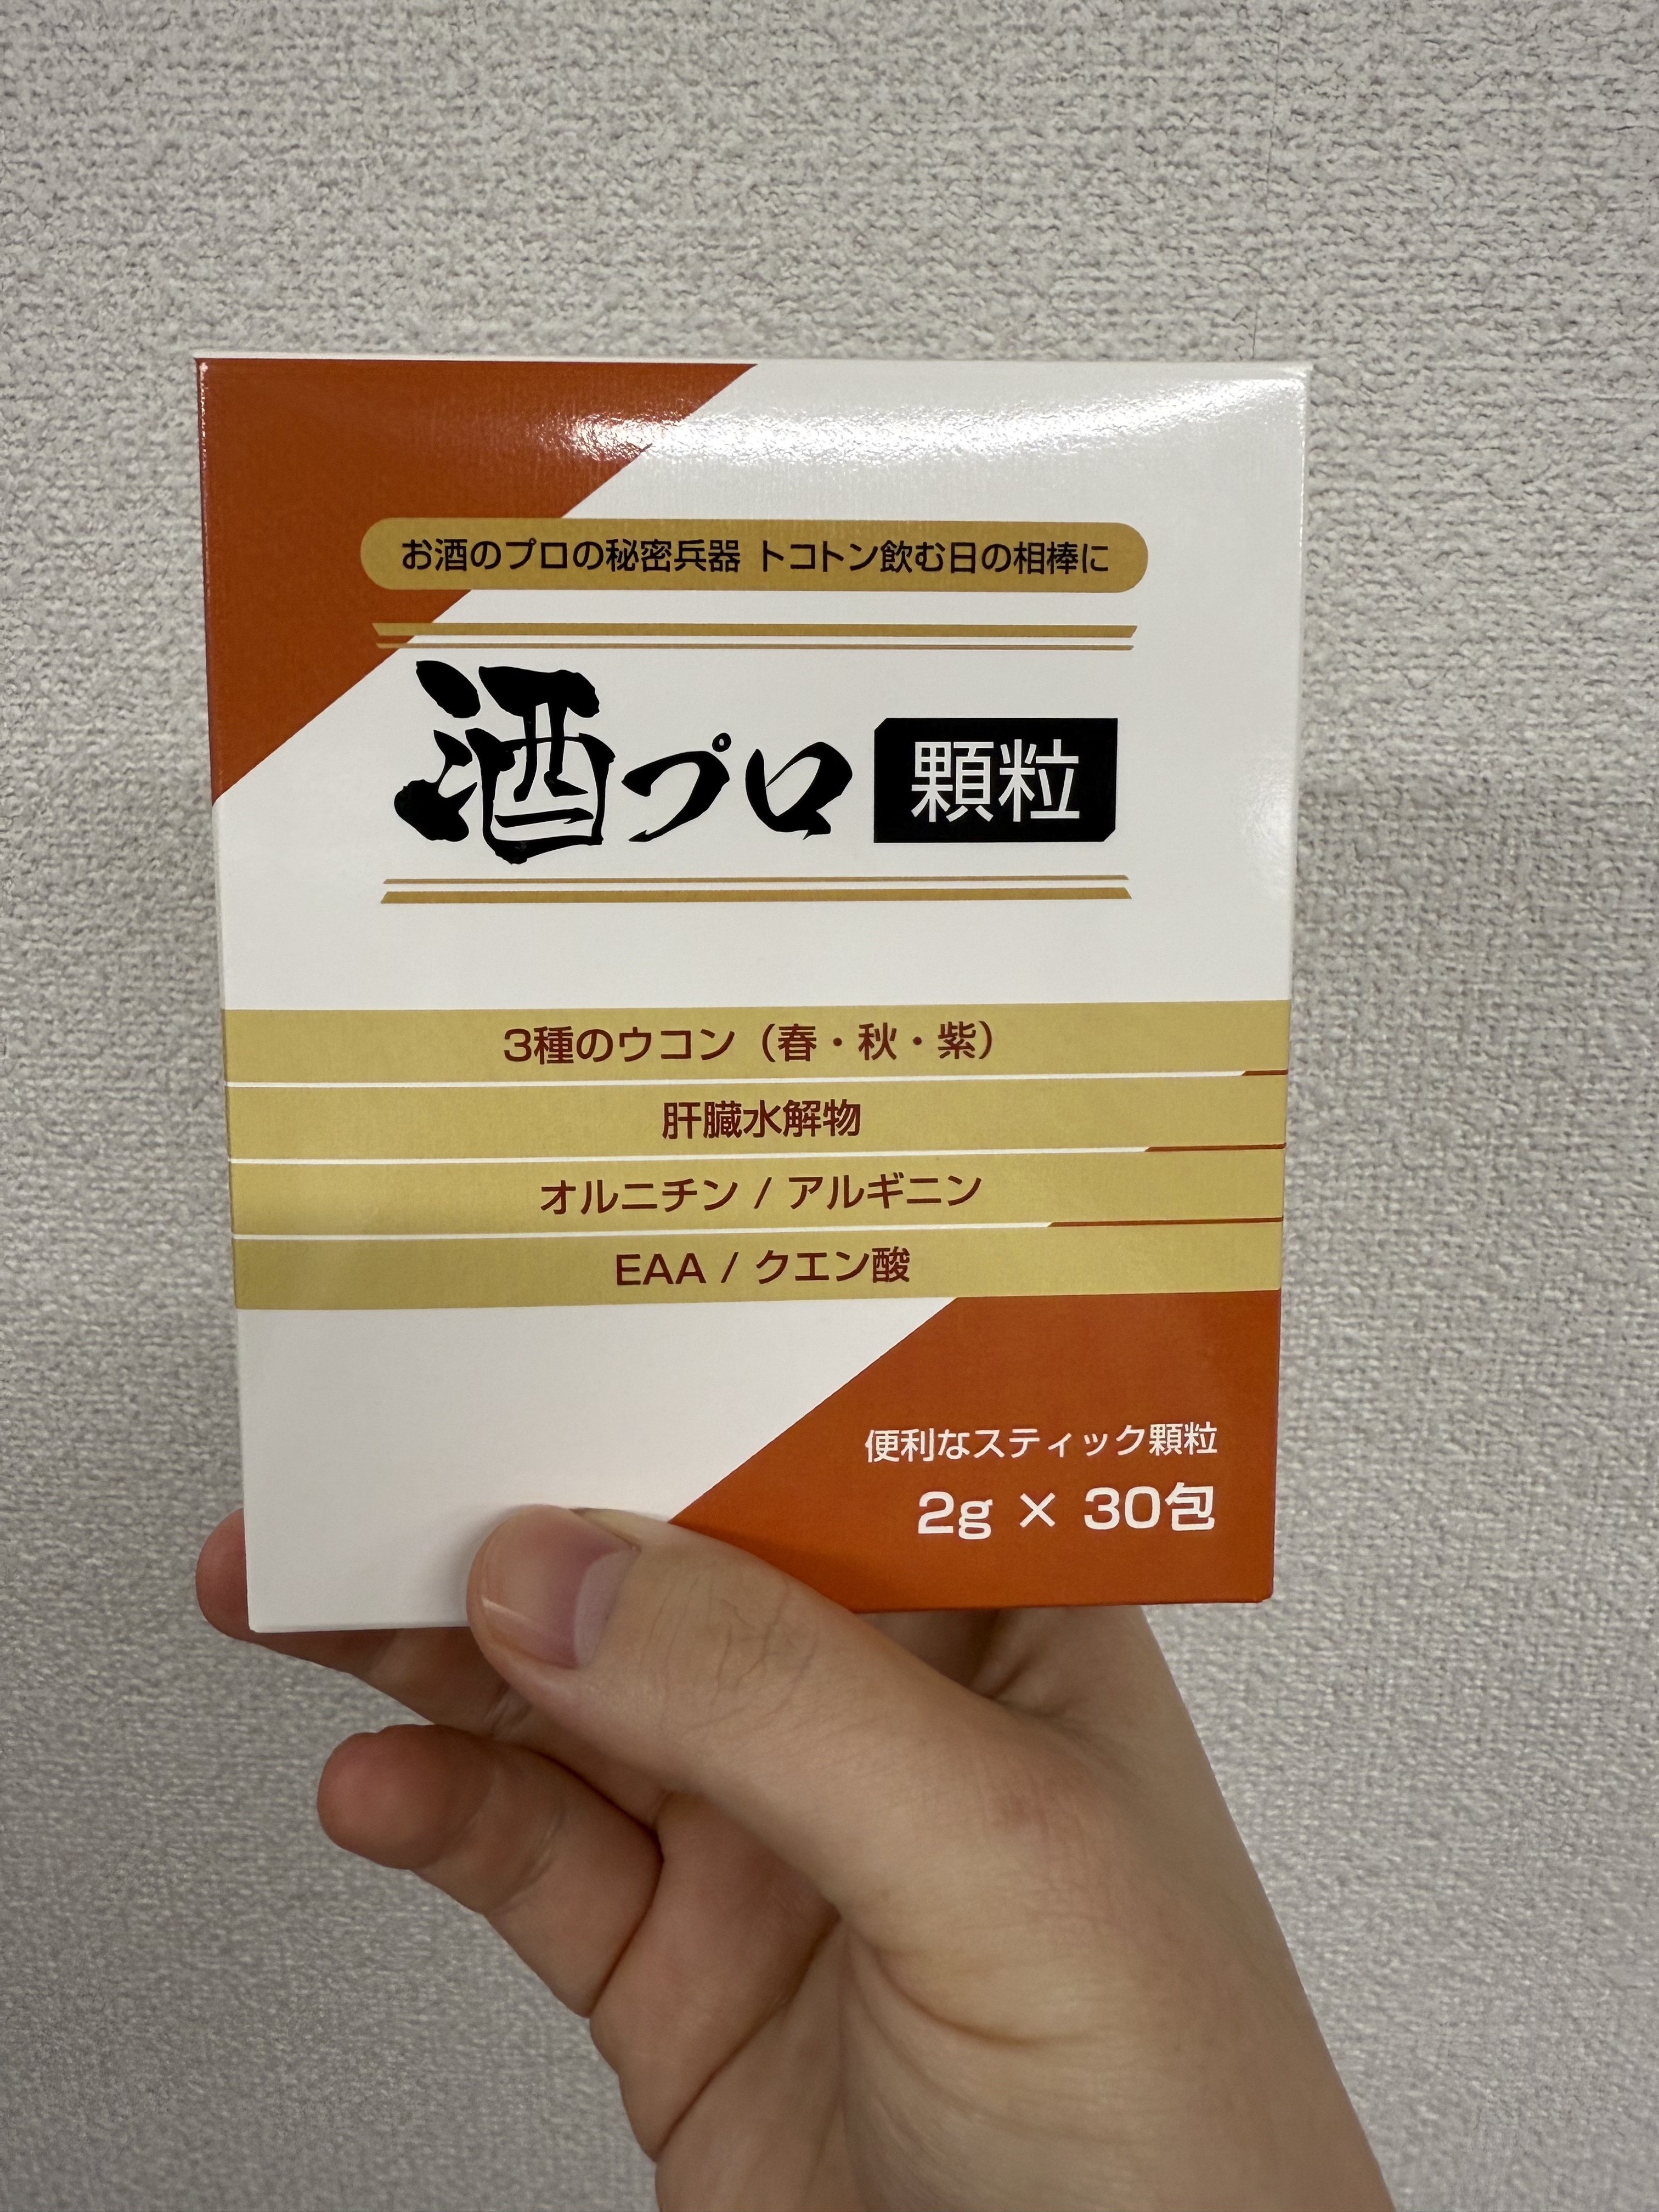 お酒のプロの秘密兵器 トコトン飲む日の相棒に
酒プロ 顆粒
3種のウコン（春・秋・紫）
肝臓水解物
オルニチン / アルギニン
EAA / クエン酸
便利なスティック顆粒
2g × 30包